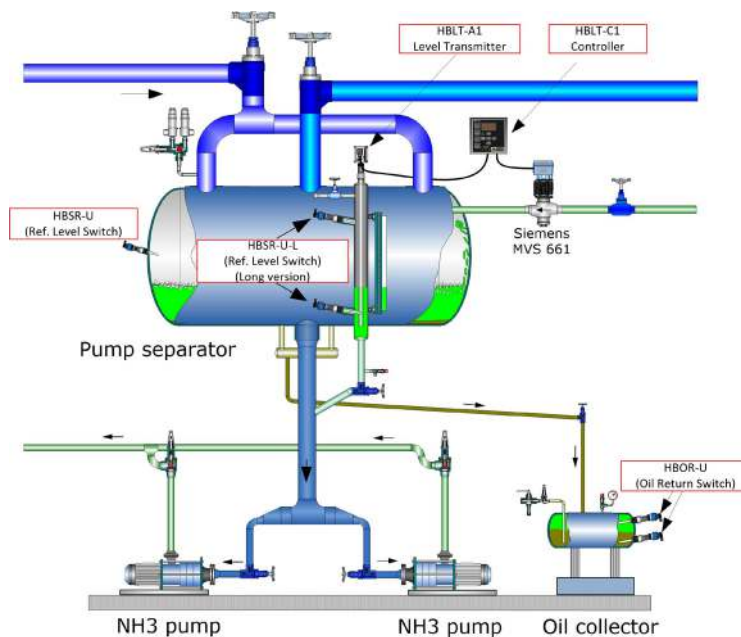 HBLT-A1
Level Transmitter
HBLT-C1
Controller
HBSR-U
(Ref. Level Switch)
HBSR-U-L
(Ref. Level Switch)
(Long version)
Siemens
MVS 661
Pump separator
HBOR-U
(Oil Return Switch)
NH3 pump
NH3 pump
Oil collector